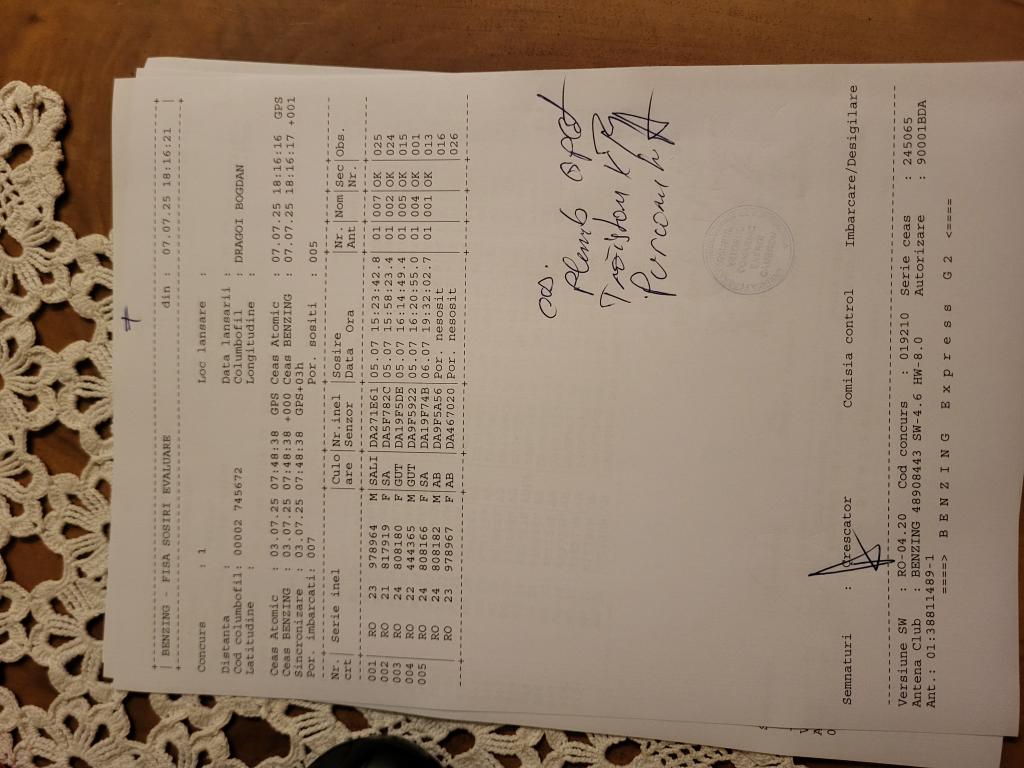 BENZING - FISA SOSIRI EVALUARE din : 07.07.25 18:16:21
Concurs : 1 Loc lansare :
Distanta : Data lansarii :
Cod columbofil: 00002 745672 Columbofil : DRAGOI BOGDAN
Latitudine : Longitudine :
Ceas Atomic : 03.07.25 07:48:38 GPS Ceas Atomic : 07.07.25 18:16:16 GPS
Ceas BENZING : 03.07.25 07:48:38 +000 Ceas BENZING : 07.07.25 18:16:17 +001
Sincronizare : 03.07.25 07:48:38 GPS+03h
Por. imbarcati: 007 Por. sositi : 005
Nr.| Serie inel |Culo|Nr.inel |Sosire |Nr. |Nom |Sec|Obs.
crt| |are |Senzor |Data Ora |Ant | |Nr.|
001| RO 23 978964 M|SALI|DA271E61|05.07 15:23:42.8| 01|007|OK |025
002| RO 21 817919 F|SA |DA5F782C|05.07 15:58:23.4| 01|002|OK |024
003| RO 24 808180 F|GUT |DA19F5DE|05.07 16:14:49.4| 01|005|OK |015
004| RO 22 444365 M|GUT |DA9F5922|05.07 16:20:55.0| 01|004|OK |001
005| RO 24 808166 F|SA |DA19F74B|06.07 19:32:02.7| 01|001|OK |013
| RO 24 808182 M|AB |DA9F5A56|Por. nesosit | | | |016
| RO 23 978967 F|AB |DA467020|Por. nesosit | | | |026
Plumb
Semnaturi : Crescator Comisia control Imbarcare/Desigilare
Versiune SW : RO-04.20 Cod concurs : 019210 Serie ceas : 245065
Antena Club : BENZING 48908443 SW-4.6 HW-8.0 Autorizare : 90001BDA
Ant.: 01:38811489-1
====> B E N Z I N G E x p r e s s G 2 <====